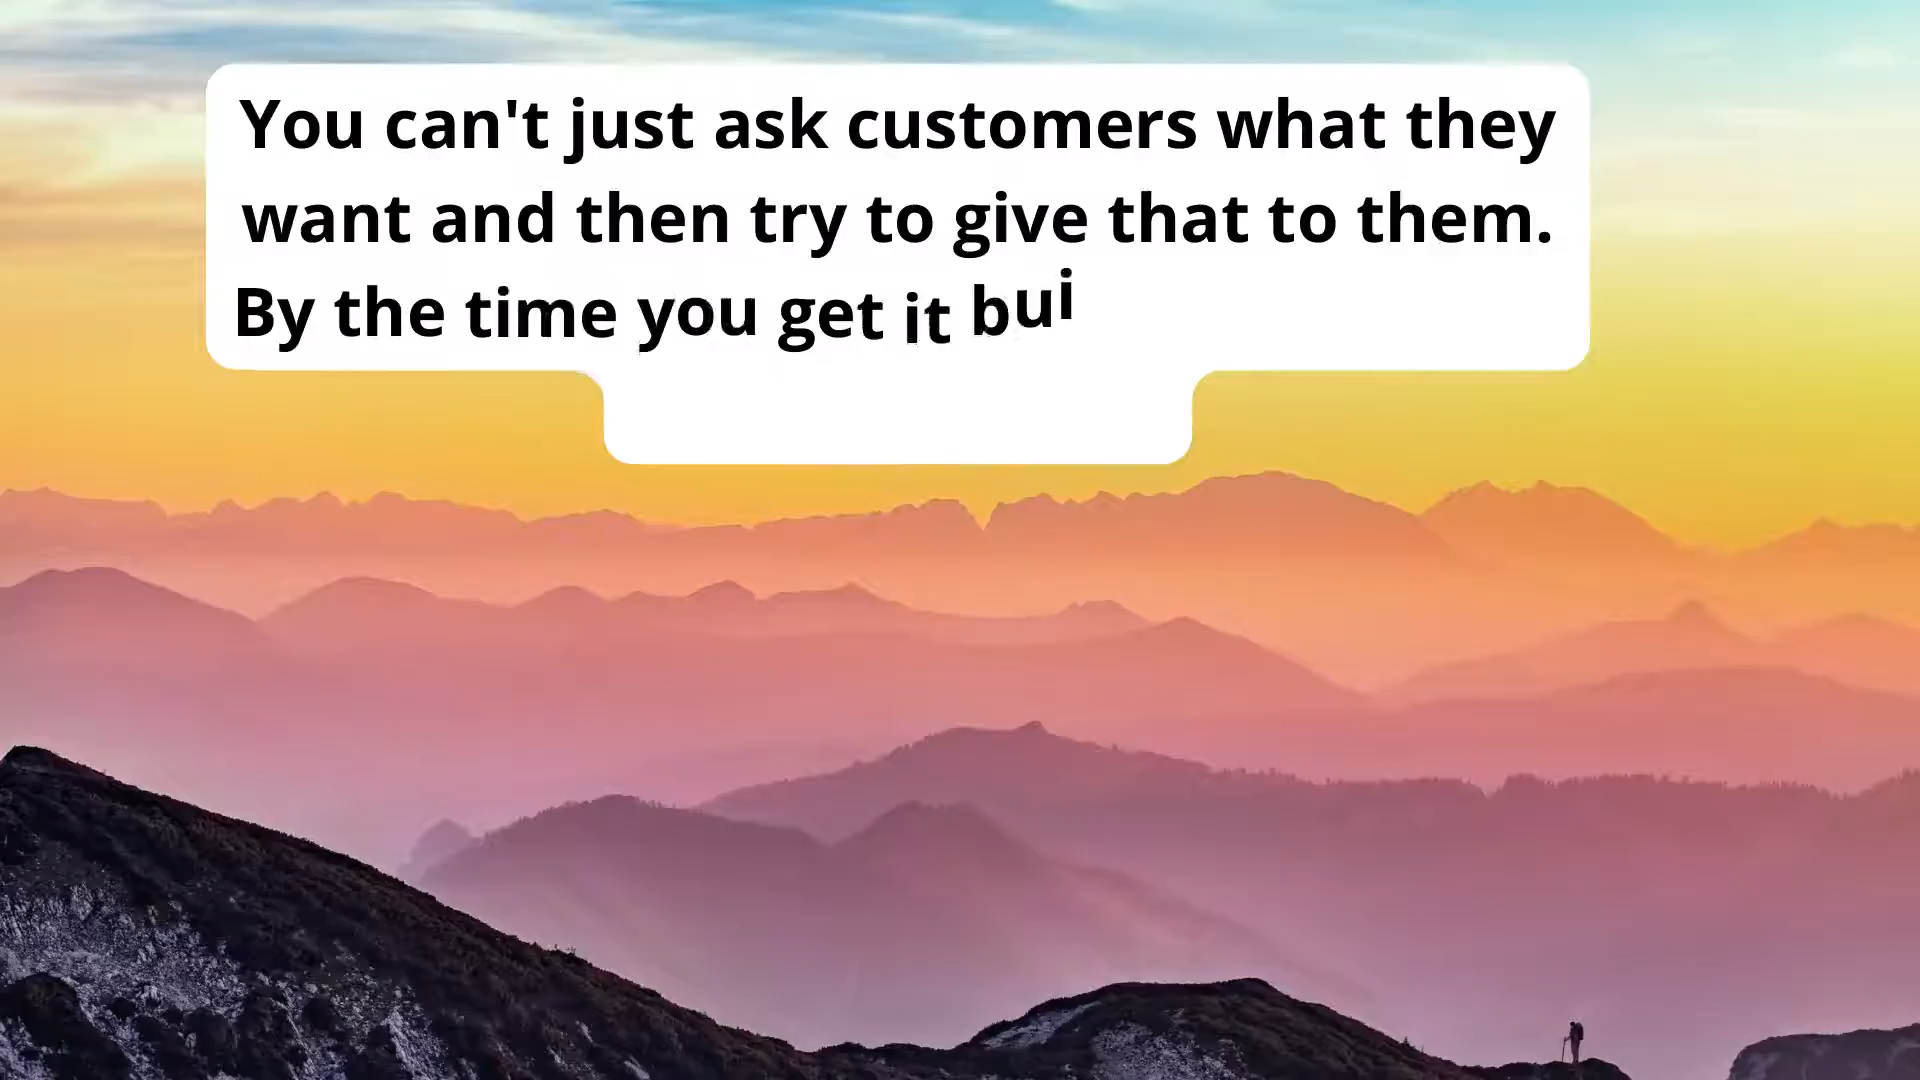 You can't just ask customers what they
want and then try to give that to them.
By the time you get it bui